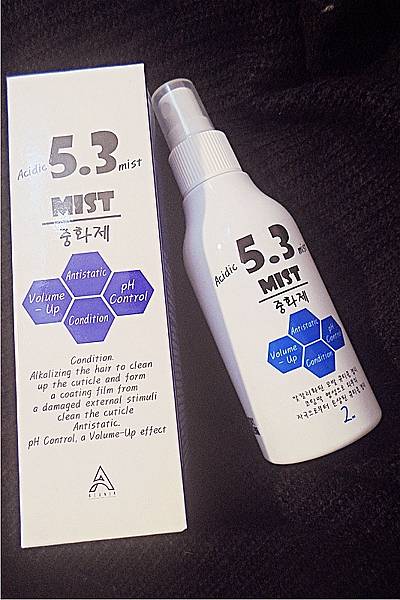 Acidic 5.3 mist
MIST
중화제
Antistatic
Volume
- Up
pH
Control
Condition
Condition.
Alkalizing the hair to clean
up the cuticle and form
a coating film from
a damaged external stimuli
clean the cuticle
Antistatic.
pH Control, a Volume-Up effect
Acidic 5.3 mist
MIST
중화제
Antistatic
Volume
- Up
pH
Control
Condition
2.